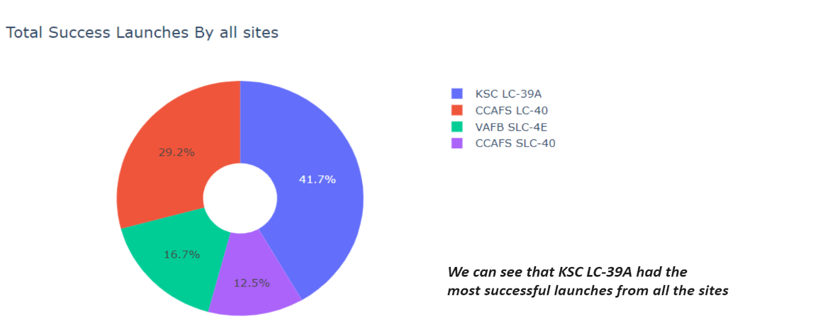 Total Success Launches By all sites
KSC LC-39A
CCAFS LC-40
VAFB SLC-4E
CCAFS SLC-40
29.2%
41.7%
16.7%
12.5%
We can see that KSC LC-39A had the
most successful launches from all the sites